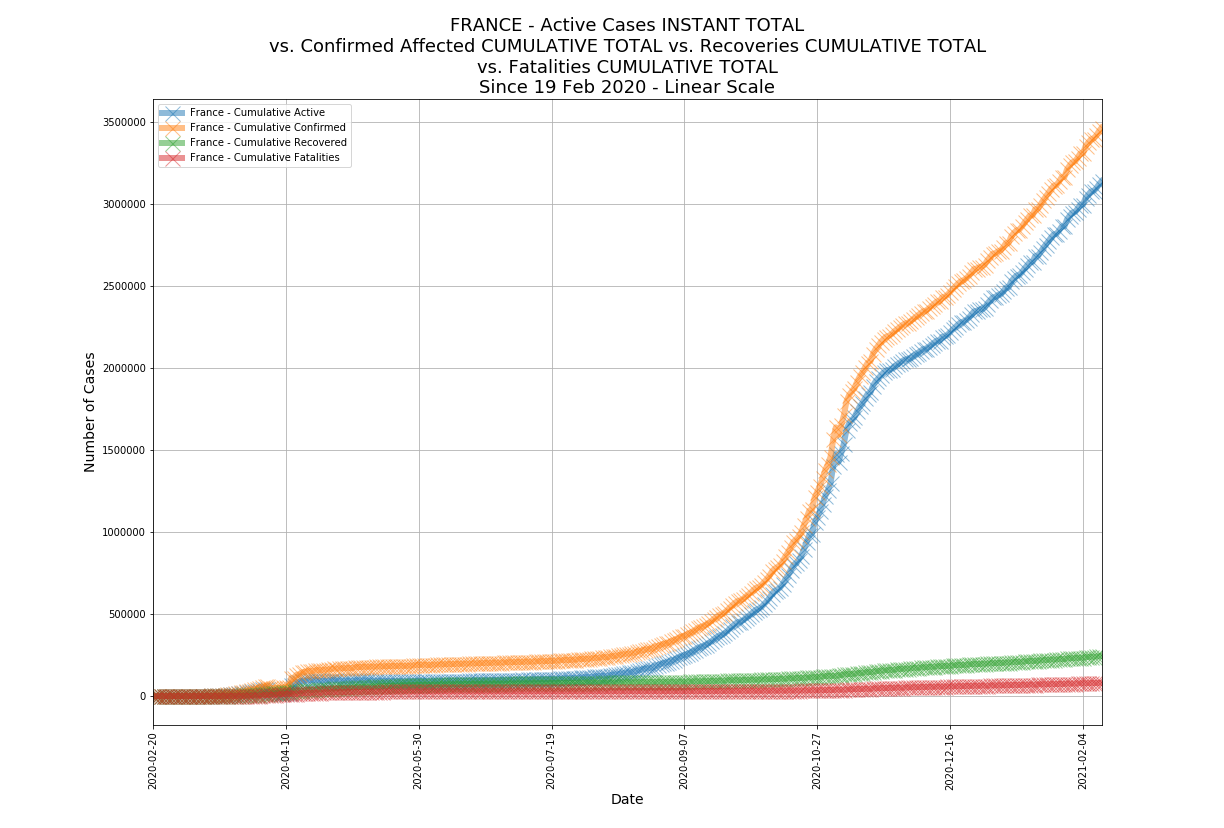 FRANCE - Active Cases INSTANT TOTAL
vs. Confirmed Affected CUMULATIVE TOTAL vs. Recoveries CUMULATIVE TOTAL
vs. Fatalities CUMULATIVE TOTAL
Since 19 Feb 2020 - Linear Scale
France - Cumulative Active
France - Cumulative Confirmed
France - Cumulative Recovered
France - Cumulative Fatalities
Number of Cases
3500000
3000000
2500000
2000000
1500000
1000000
500000
0
2020-02-20
2020-04-10
2020-05-30
2020-07-19
2020-09-07
2020-10-27
2020-12-16
2021-02-04
Date